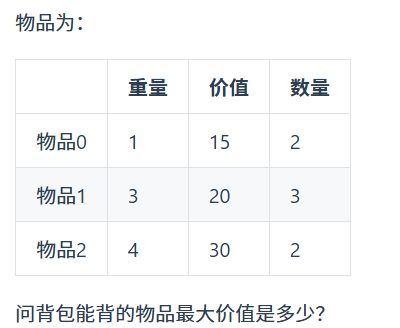 物品为：
重量 价值 数量
物品0 1 15 2
物品1 3 20 3
物品2 4 30 2
问背包能背的物品最大价值是多少？